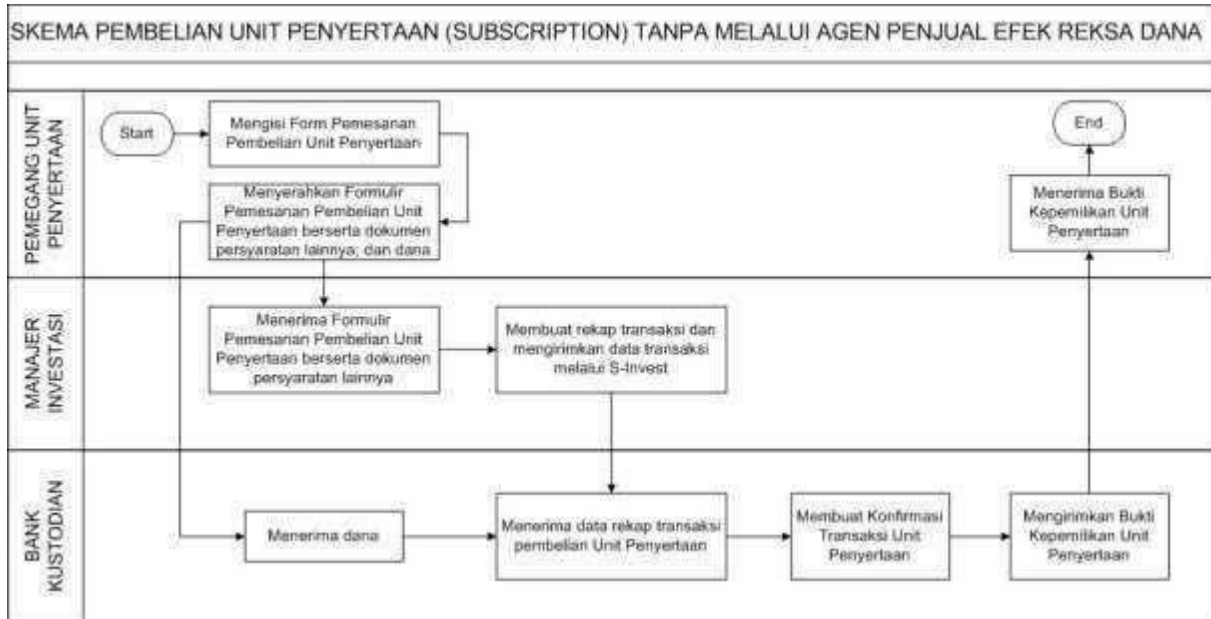 SKEMA PEMBELIAN UNIT PENYERTAAN (SUBSCRIPTION) TANPA MELALUI AGEN PENJUAL EFEK REKSA DANA
PEMEGANG UNIT
PENYERTAAN
Start
Mengisi Form Pemesanan
Pembelian Unit Penyertaan
Menyerahkan Formulir
Pemesanan Pembelian Unit
Penyertaan berserta dokumen
persyaratan lainnya; dan dana
End
Menerima Bukti
Kepemilikan Unit
Penyertaan
MANAJER
INVESTASI
Menerima Formulir
Pemesanan Pembelian Unit
Penyertaan berserta dokumen
persyaratan lainnya
Membuat rekap transaksi dan
mengirimkan data transaksi
melalui S-Invest
BANK
KUSTODIAN
Menerima dana
Menerima data rekap transaksi
pembelian Unit Penyertaan
Membuat Konfirmasi
Transaksi Unit
Penyertaan
Mengirimkan Bukti
Kepemilikan Unit
Penyertaan